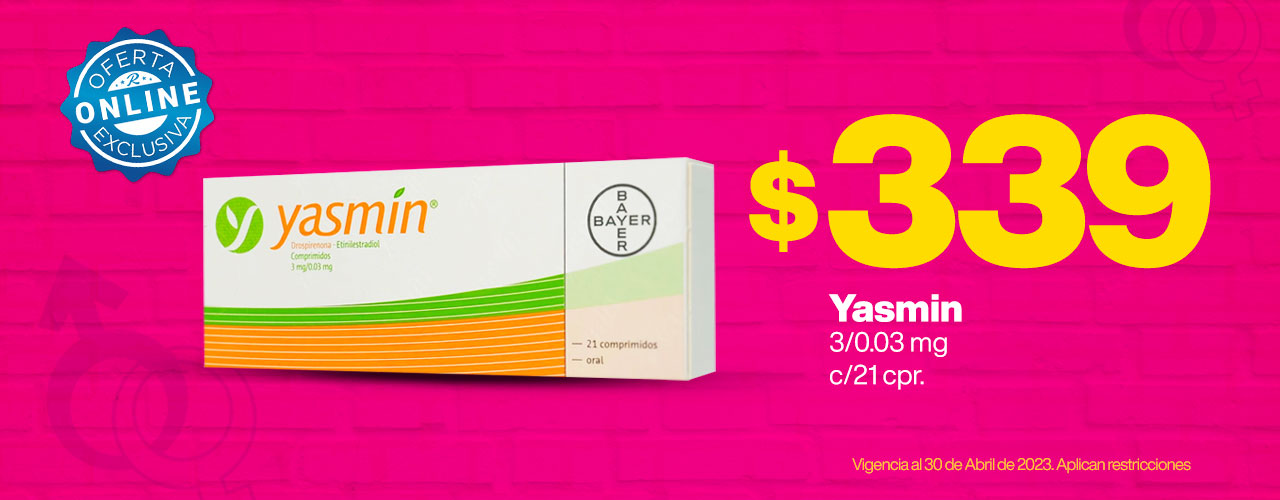 OFERTA
R
ONLINE
EXCLUSIVA
yasmin®
Drospirenona - Etinilestradiol
Comprimidos
3 mg/0.03 mg
BAYER
BAYER
21 comprimidos
oral
$339
Yasmin
3/0.03 mg
c/21 cpr.
Vigencia al 30 de Abril de 2023. Aplican restricciones